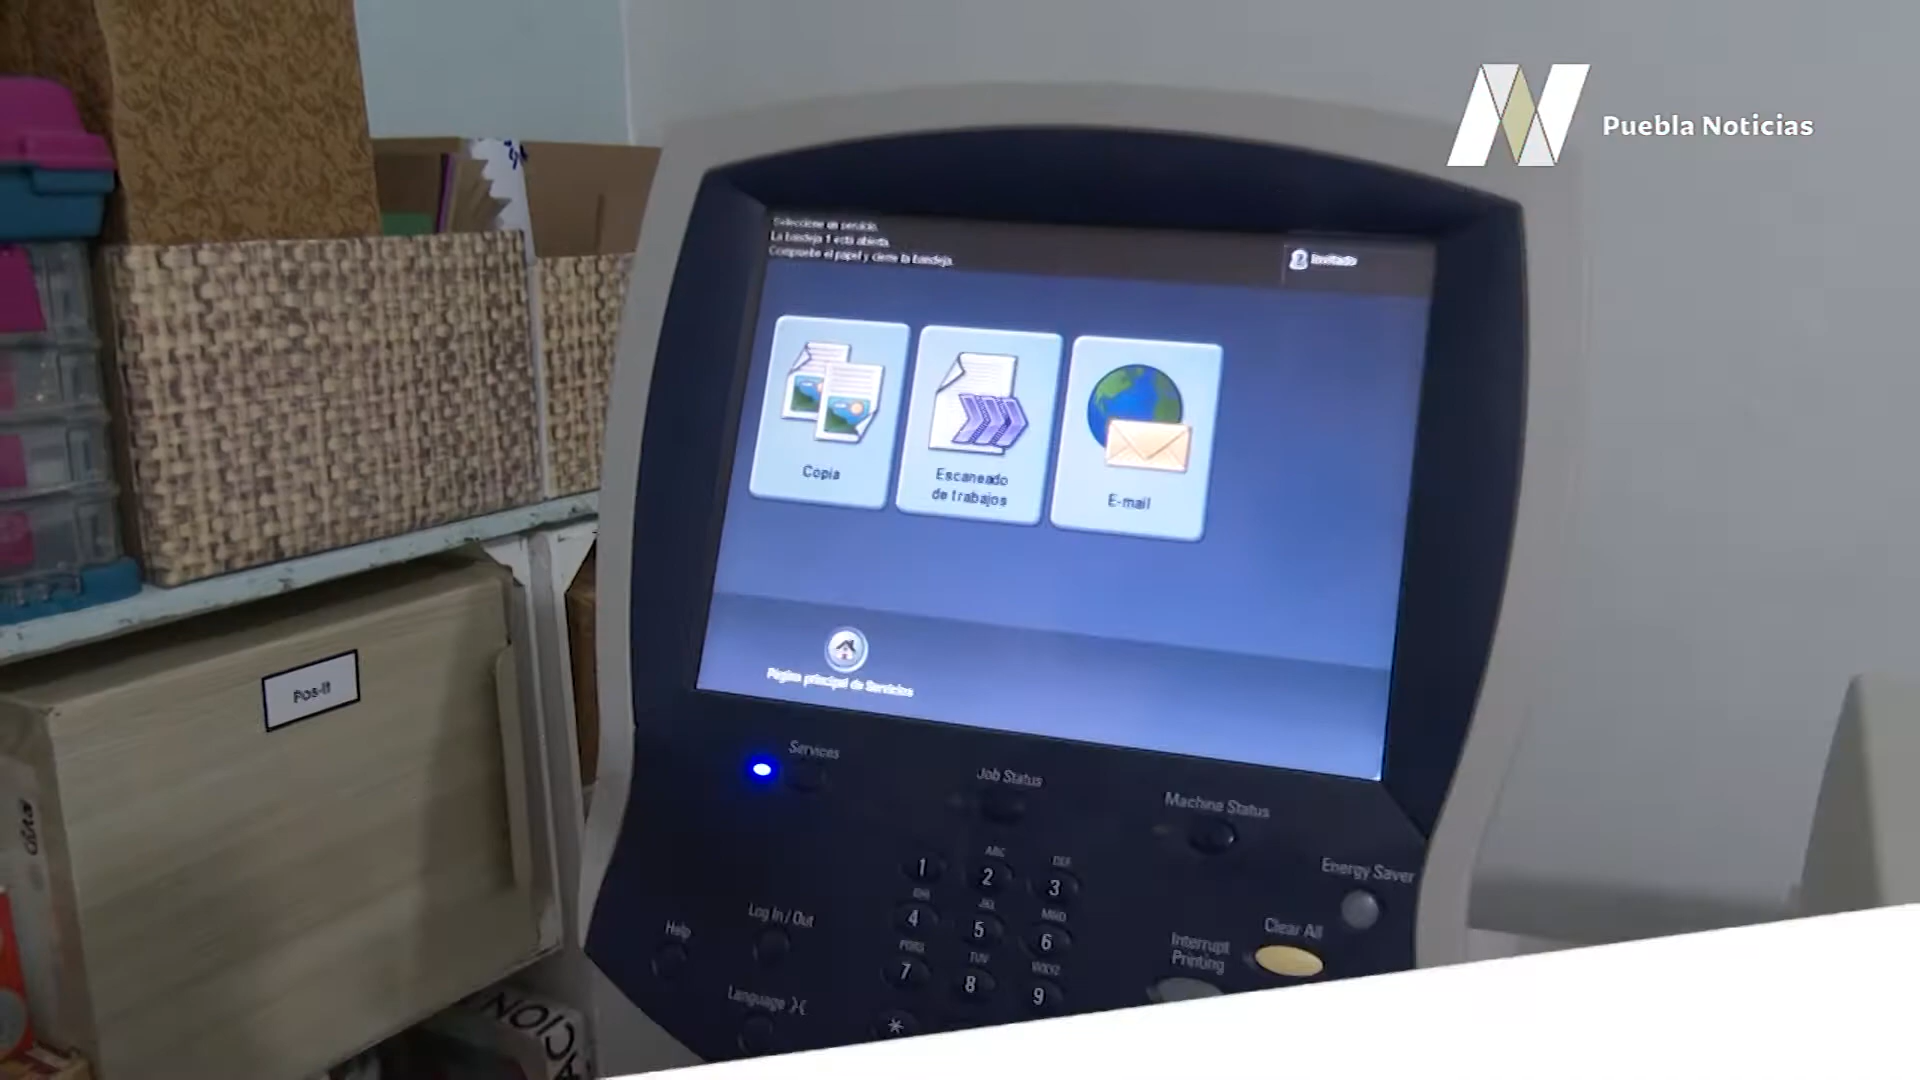 Puebla Noticias
Seleccione un servicio.
La bandeja 1 está abierta.
Compruebe el papel y cierre la bandeja.
Invitado
Copia
Escaneado
de trabajos
E-mail
Página principal de Servicios
Pos-it
Services
Job Status
Machine Status
Energy Saver
Clear All
Interrupt
Printing
Log In / Out
Help
Language
ABC
DEF
1
2
3
GHI
JKL
MNO
4
5
6
PQRS
TUV
WXYZ
7
8
9
*